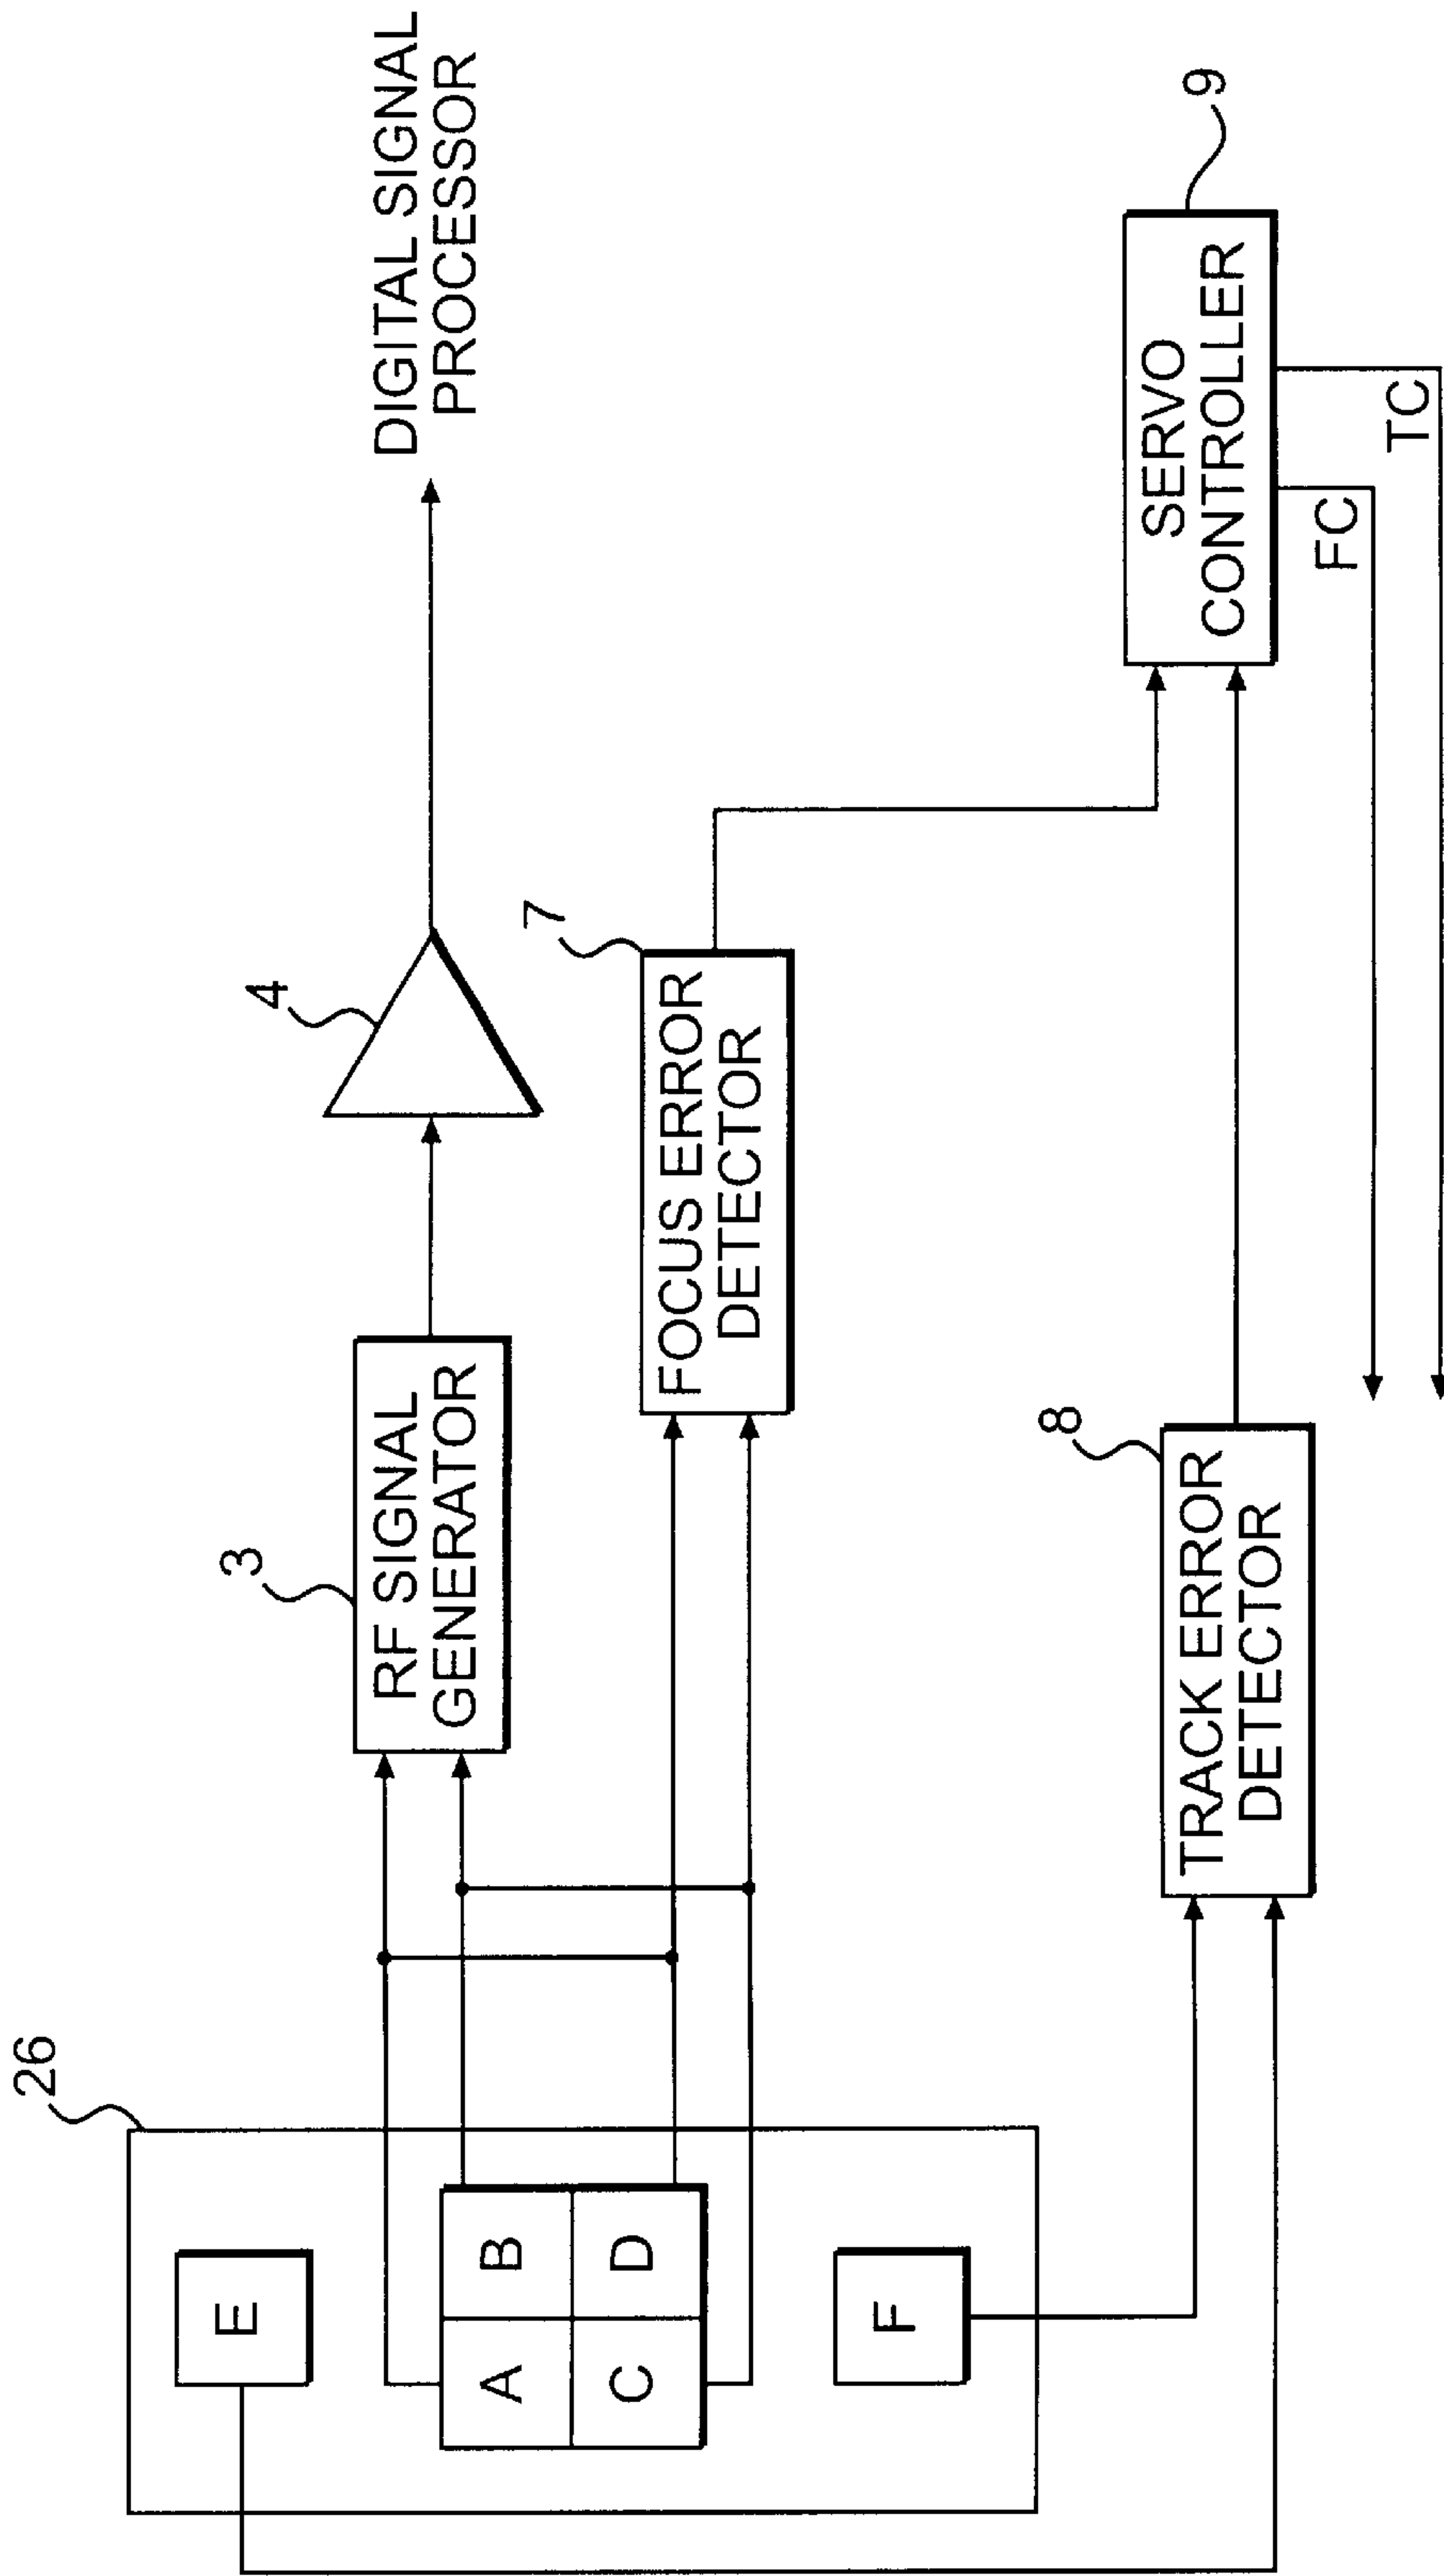 26
E
A B
C D
F
3
RF SIGNAL
GENERATOR
4
DIGITAL SIGNAL
PROCESSOR
7
FOCUS ERROR
DETECTOR
8
TRACK ERROR
DETECTOR
9
SERVO
CONTROLLER
FC
TC